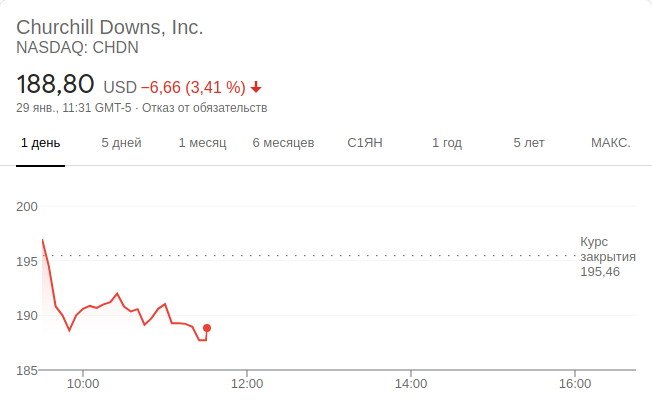 Churchill Downs, Inc.
NASDAQ: CHDN
188,80 USD −6,66 (3,41 %)
29 янв., 11:31 GMT-5 · Отказ от обязательств
1 день 5 дней 1 месяц 6 месяцев С1ЯН 1 год 5 лет МАКС.
200
Курс
закрытия
195,46
195
190
185
10:00 12:00 14:00 16:00